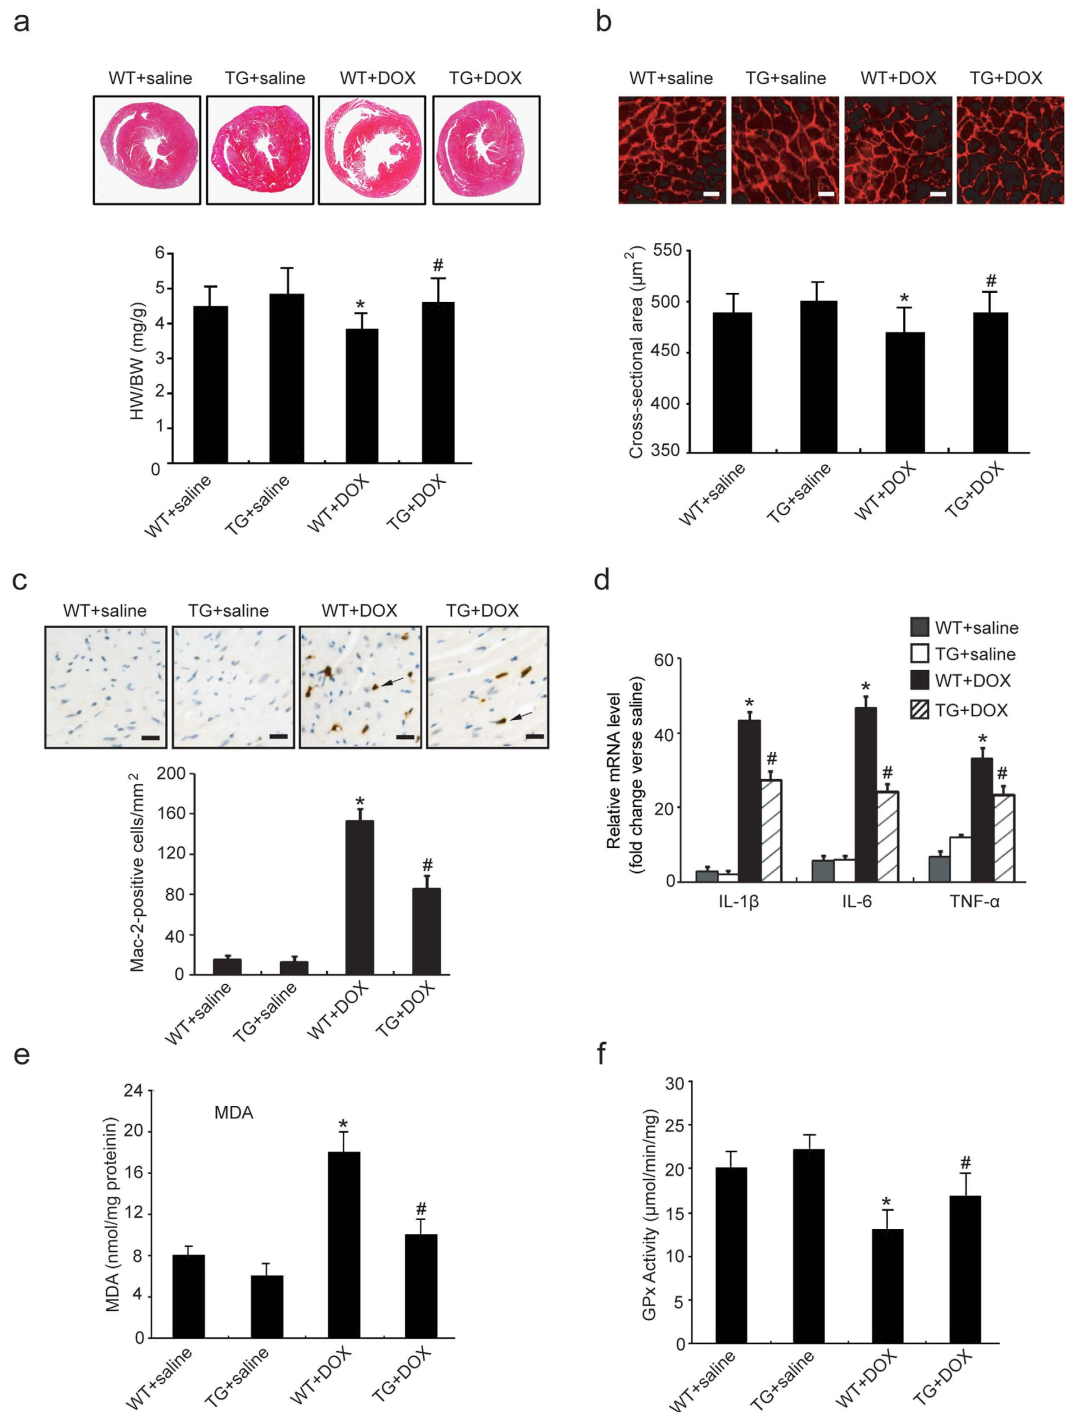 a
WT+saline TG+saline WT+DOX TG+DOX
HW/BW (mg/g)
6
5
4
3
2
1
0
*
#
WT+saline TG+saline WT+DOX TG+DOX
b
WT+saline TG+saline WT+DOX TG+DOX
Cross-sectional area (μm²)
550
500
450
400
350
*
#
WT+saline TG+saline WT+DOX TG+DOX
c
WT+saline TG+saline WT+DOX TG+DOX
Mac-2-positive cells/mm²
200
160
120
80
40
0
*
#
WT+saline TG+saline WT+DOX TG+DOX
d
WT+saline
TG+saline
WT+DOX
TG+DOX
Relative mRNA level
(fold change verse saline)
60
40
20
0
* # * # * #
IL-1β IL-6 TNF-α
e
MDA
MDA (nmol/mg proteinin)
24
20
16
12
8
4
0
*
#
WT+saline TG+saline WT+DOX TG+DOX
f
GPx Activity (μmol/min/mg)
30
25
20
15
10
5
0
*
#
WT+saline TG+saline WT+DOX TG+DOX